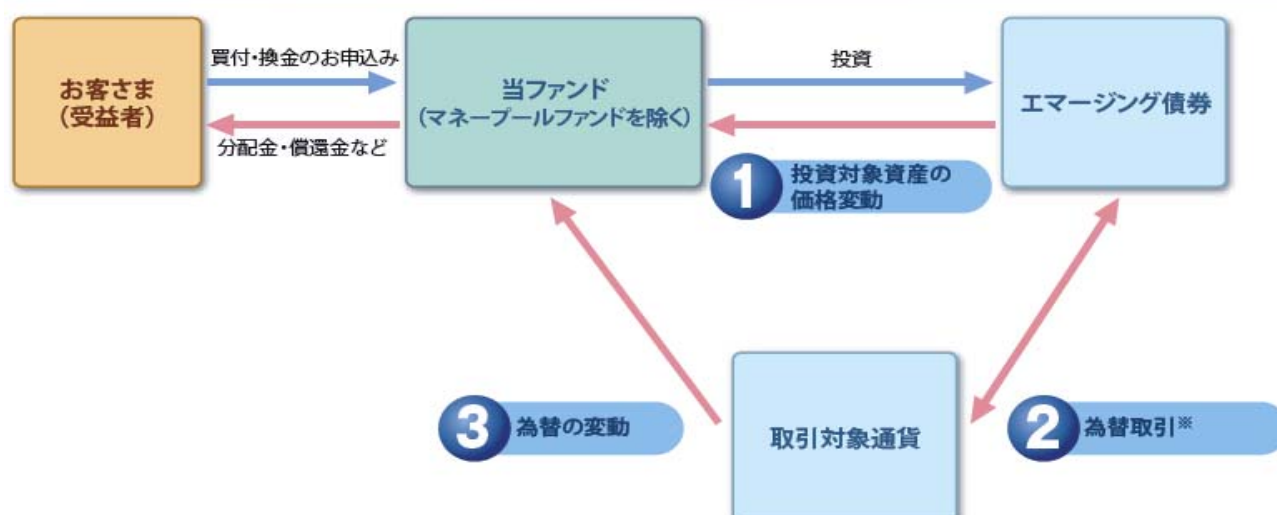 お客さま
(受益者)
買付・換金のお申込み
分配金・償還金など
当ファンド
(マネープールファンドを除く)
投資
エマージング債券
1 投資対象資産の
価格変動
3 為替の変動
取引対象通貨
2 為替取引※